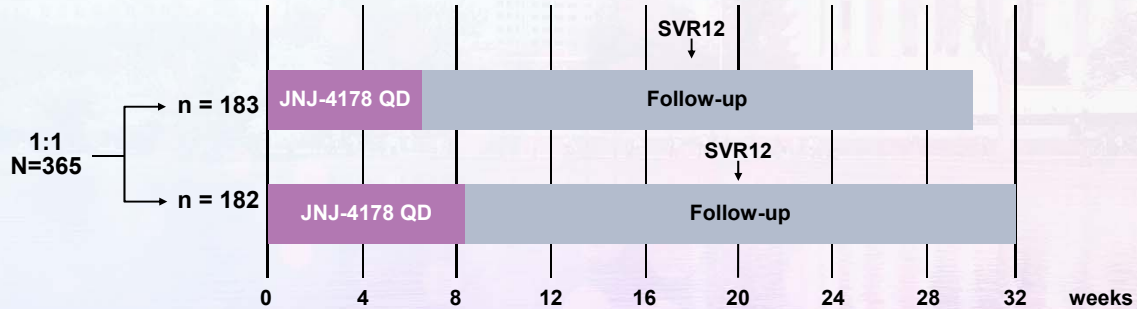 SVR12
JNJ-4178 QD
Follow-up
n = 183
1:1
N=365
SVR12
n = 182
JNJ-4178 QD
Follow-up
0 4 8 12 16 20 24 28 32 weeks